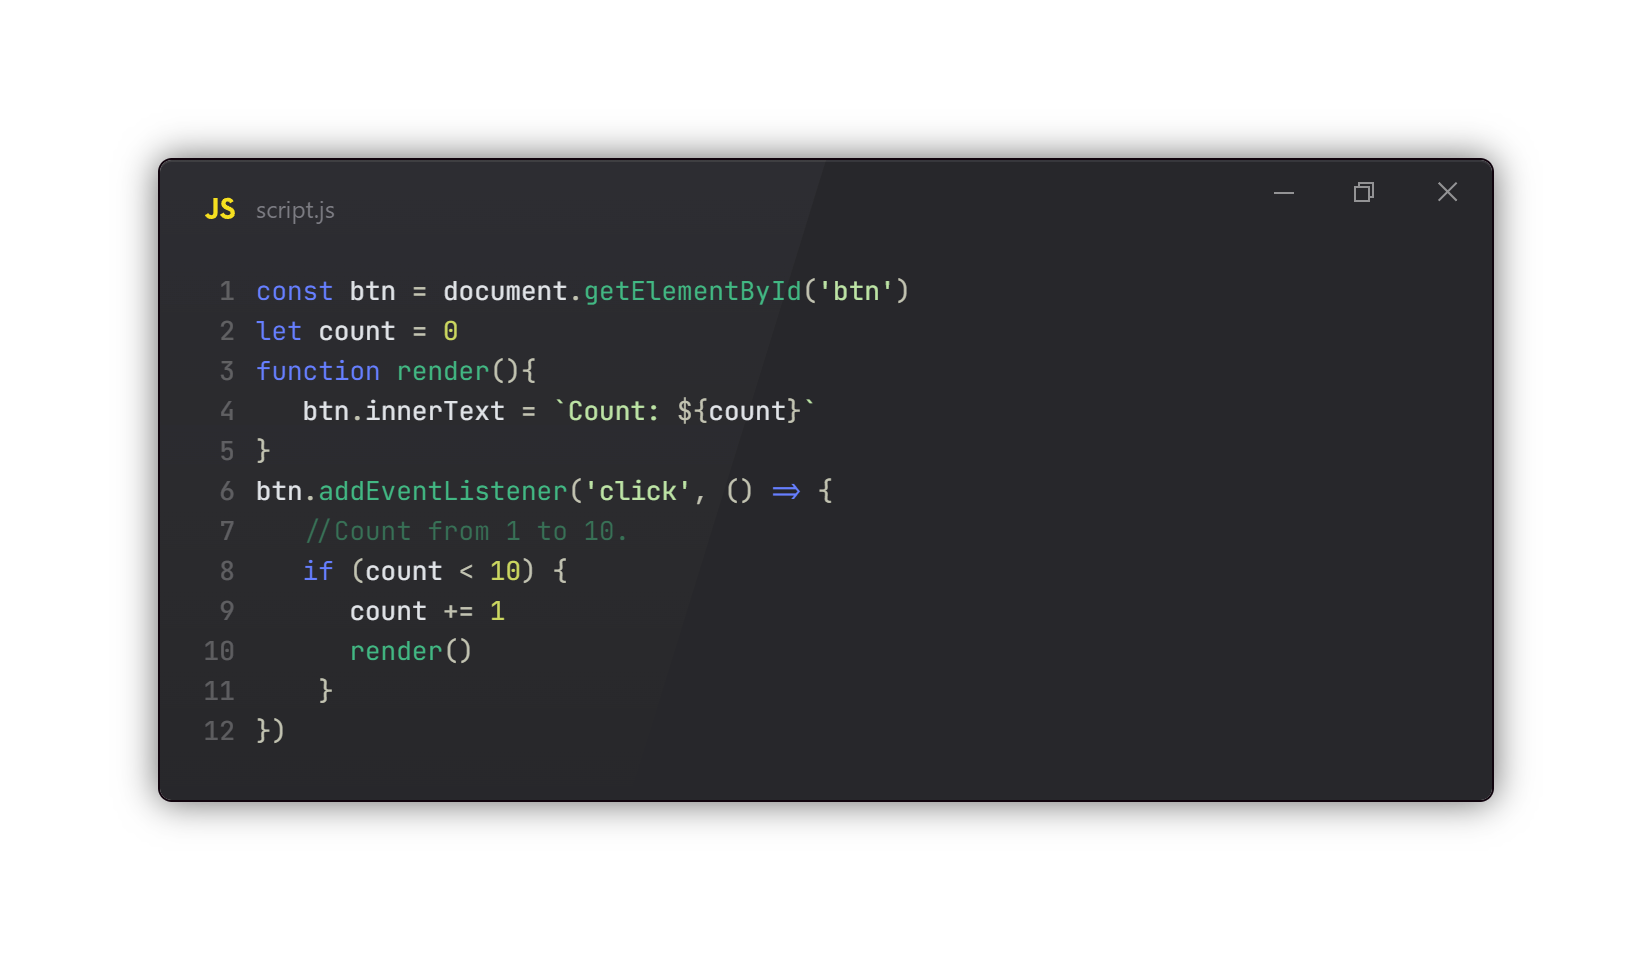 JS script.js
1 const btn = document.getElementById('btn')
2 let count = 0
3 function render(){
4    btn.innerText = `Count: ${count}`
5 }
6 btn.addEventListener('click', () => {
7    //Count from 1 to 10.
8    if (count < 10) {
9       count += 1
10       render()
11     }
12 })